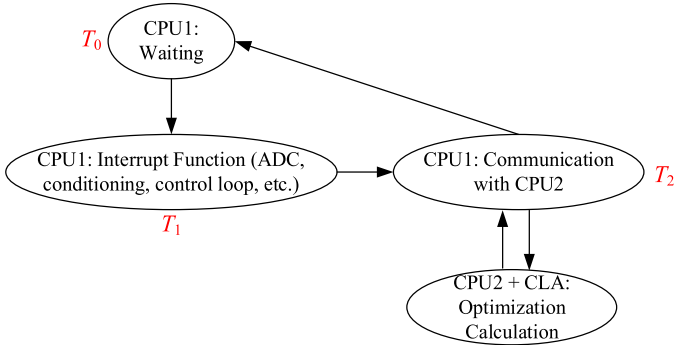 T₀
CPU1:
Waiting
CPU1: Interrupt Function (ADC,
conditioning, control loop, etc.)
T₁
CPU1: Communication
with CPU2
T₂
CPU2 + CLA:
Optimization
Calculation